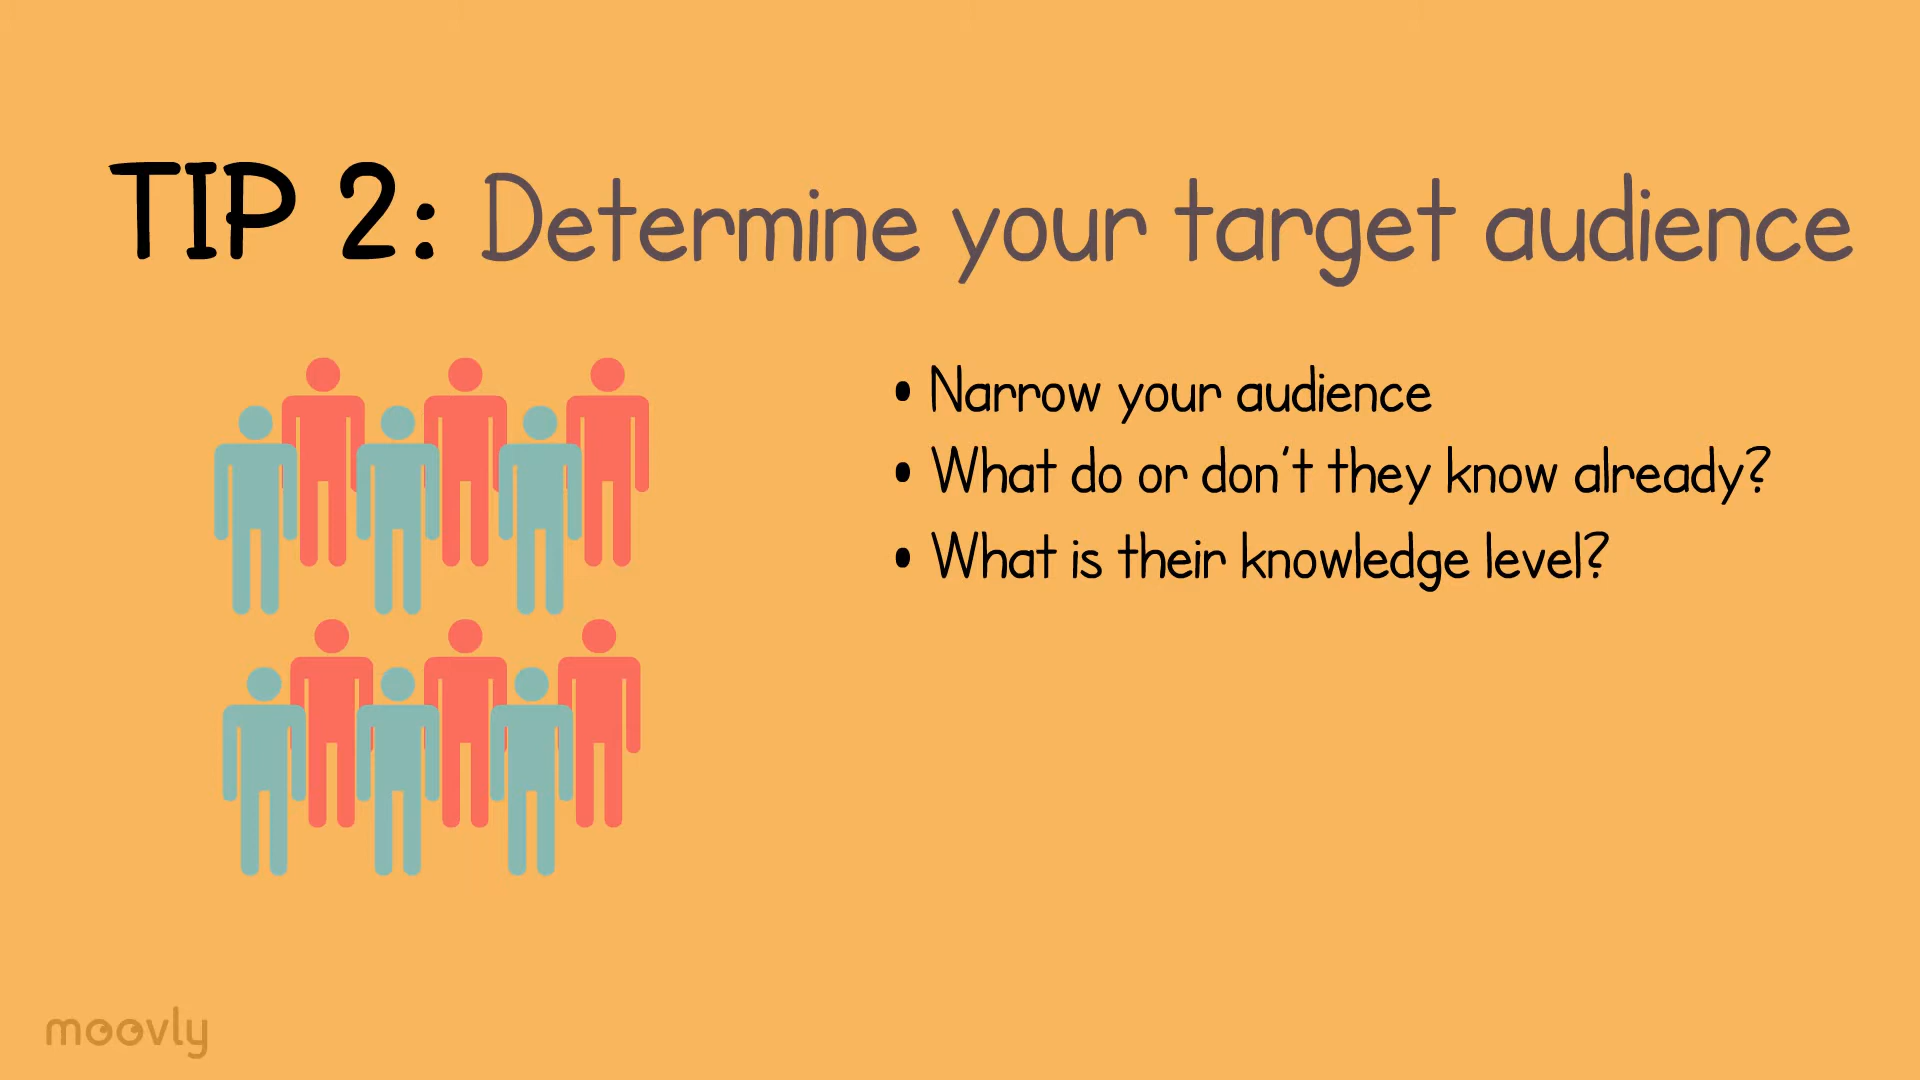 TIP 2: Determine your target audience
• Narrow your audience
• What do or don't they know already?
• What is their knowledge level?
moovly